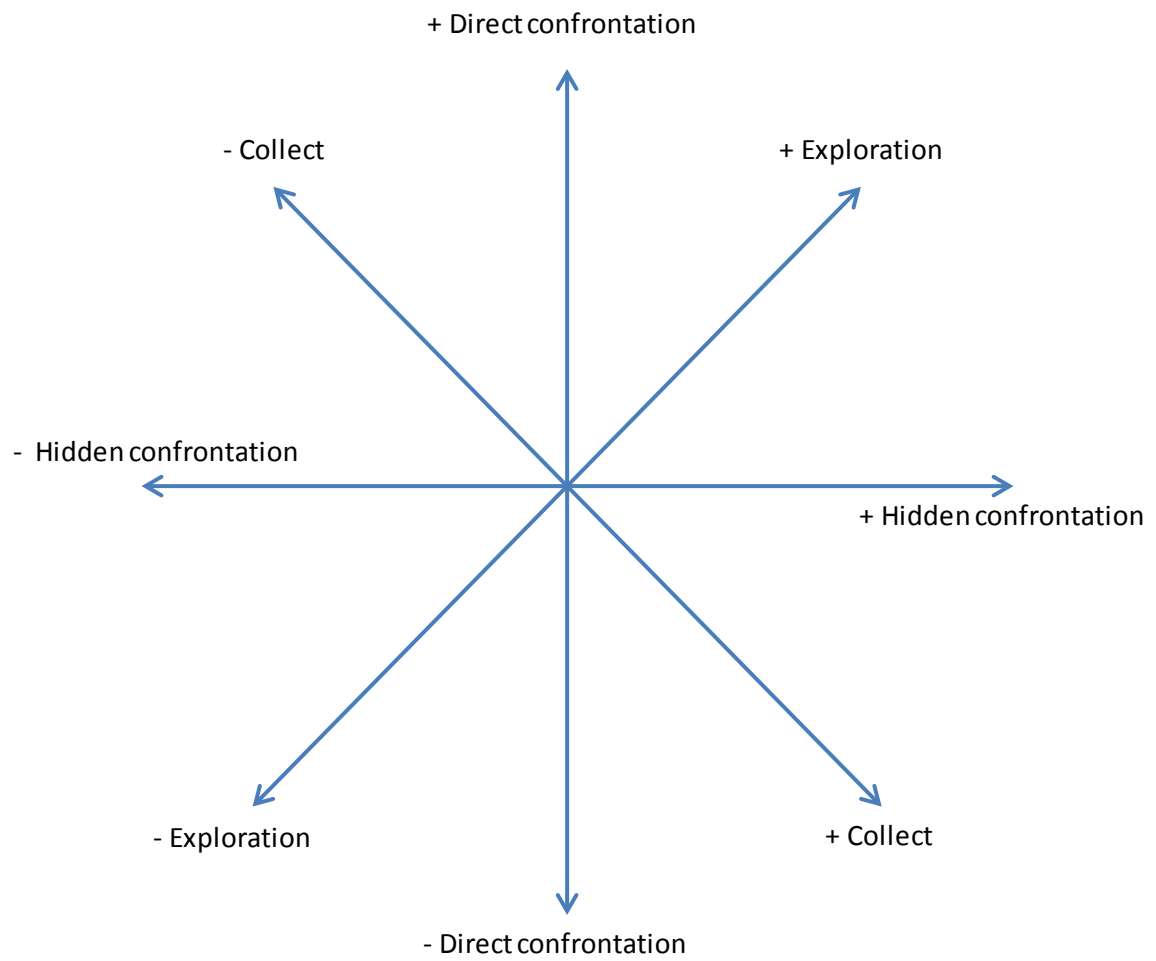 + Direct confrontation
- Collect
+ Exploration
- Hidden confrontation
+ Hidden confrontation
- Exploration
+ Collect
- Direct confrontation